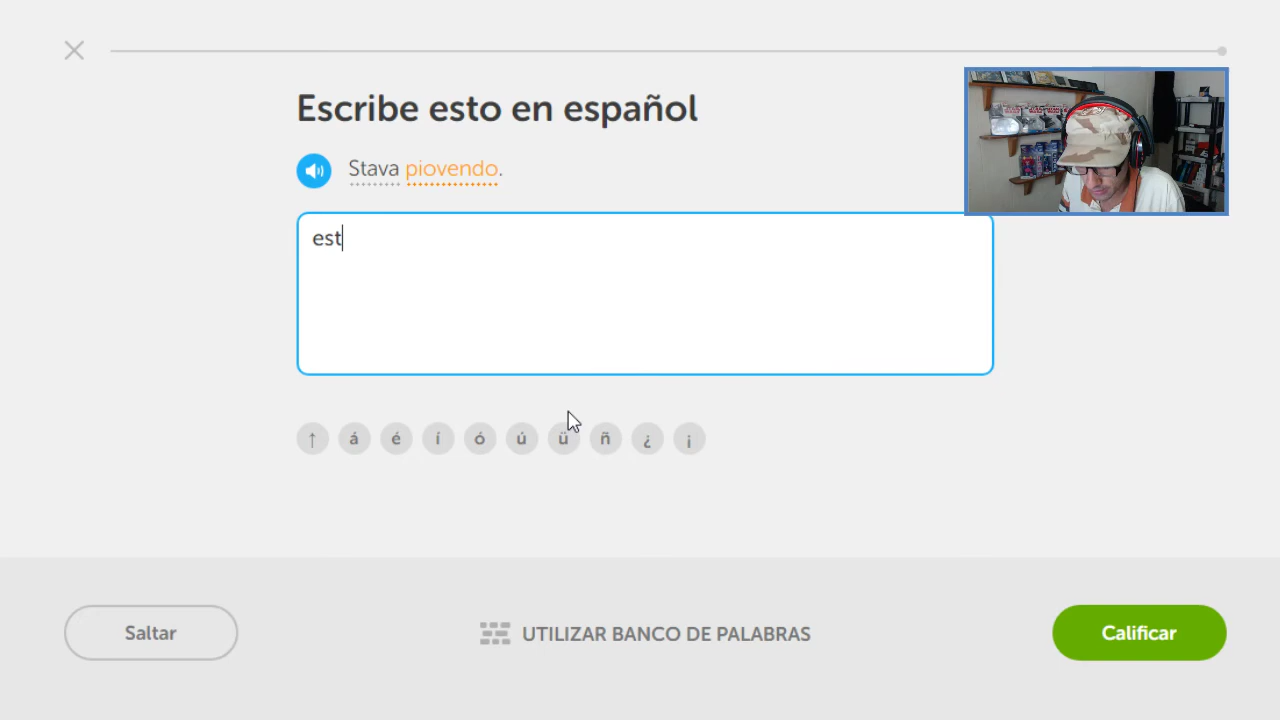 Escribe esto en español
Stava piovendo.
est
↑ á é í ó ú ü ñ ¿ ¡
Saltar
UTILIZAR BANCO DE PALABRAS
Calificar